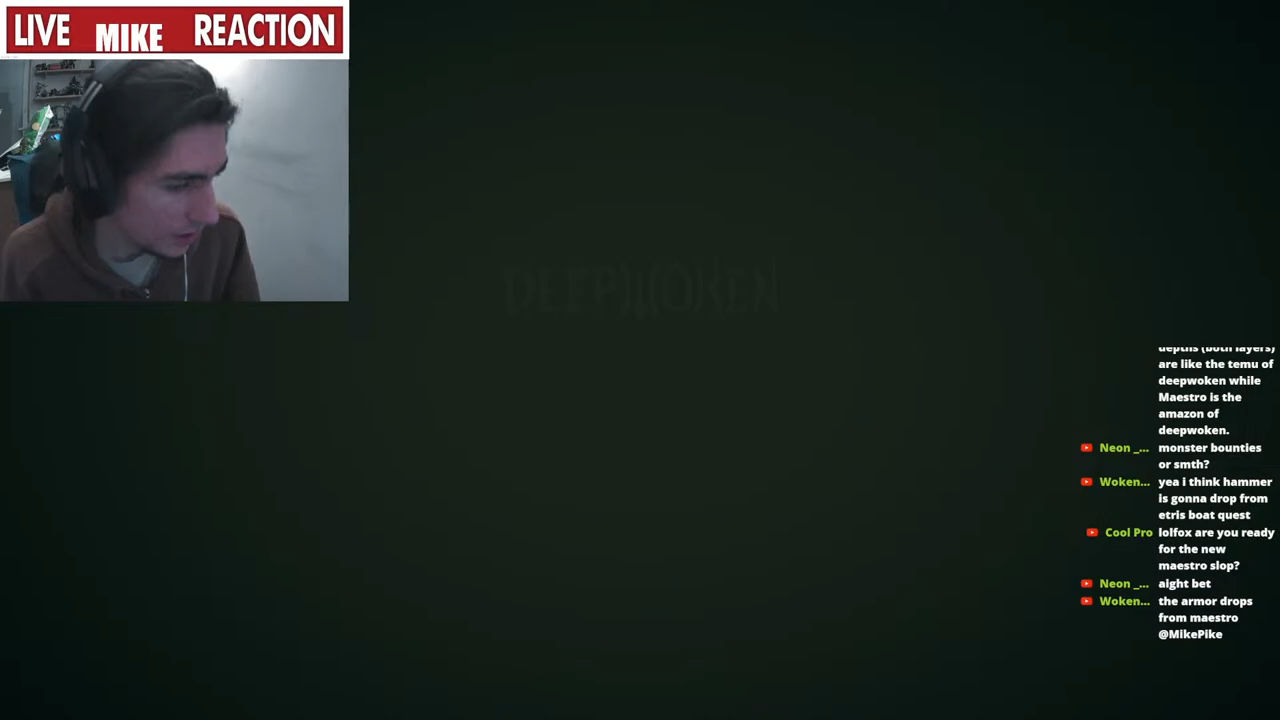 LIVE MIKE REACTION
DEEPWOKEN
depths (both layers)
are like the temu of
deepwoken while
Maestro is the
amazon of
deepwoken.
Neon _... monster bounties
or smth?
Woken... yea i think hammer
is gonna drop from
etris boat quest
Cool Pro lolfox are you ready
for the new
maestro slop?
Neon _... aight bet
Woken... the armor drops
from maestro
@MikePike